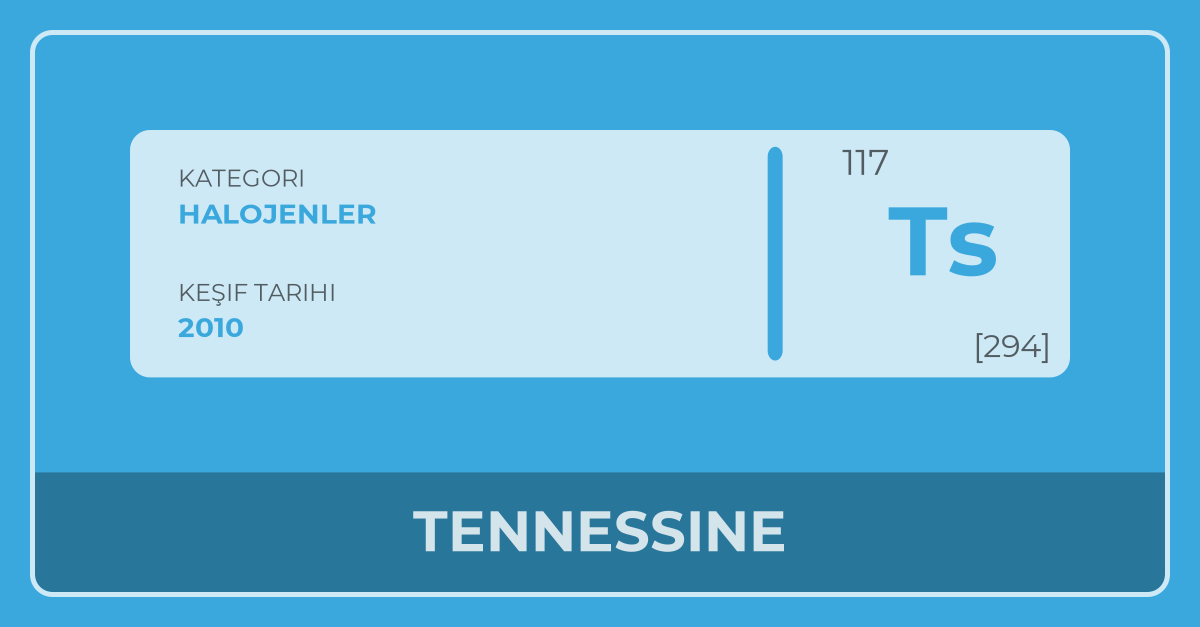 KATEGORI
HALOJENLER
KEŞIF TARIHI
2010
117
Ts
[294]
TENNESSINE